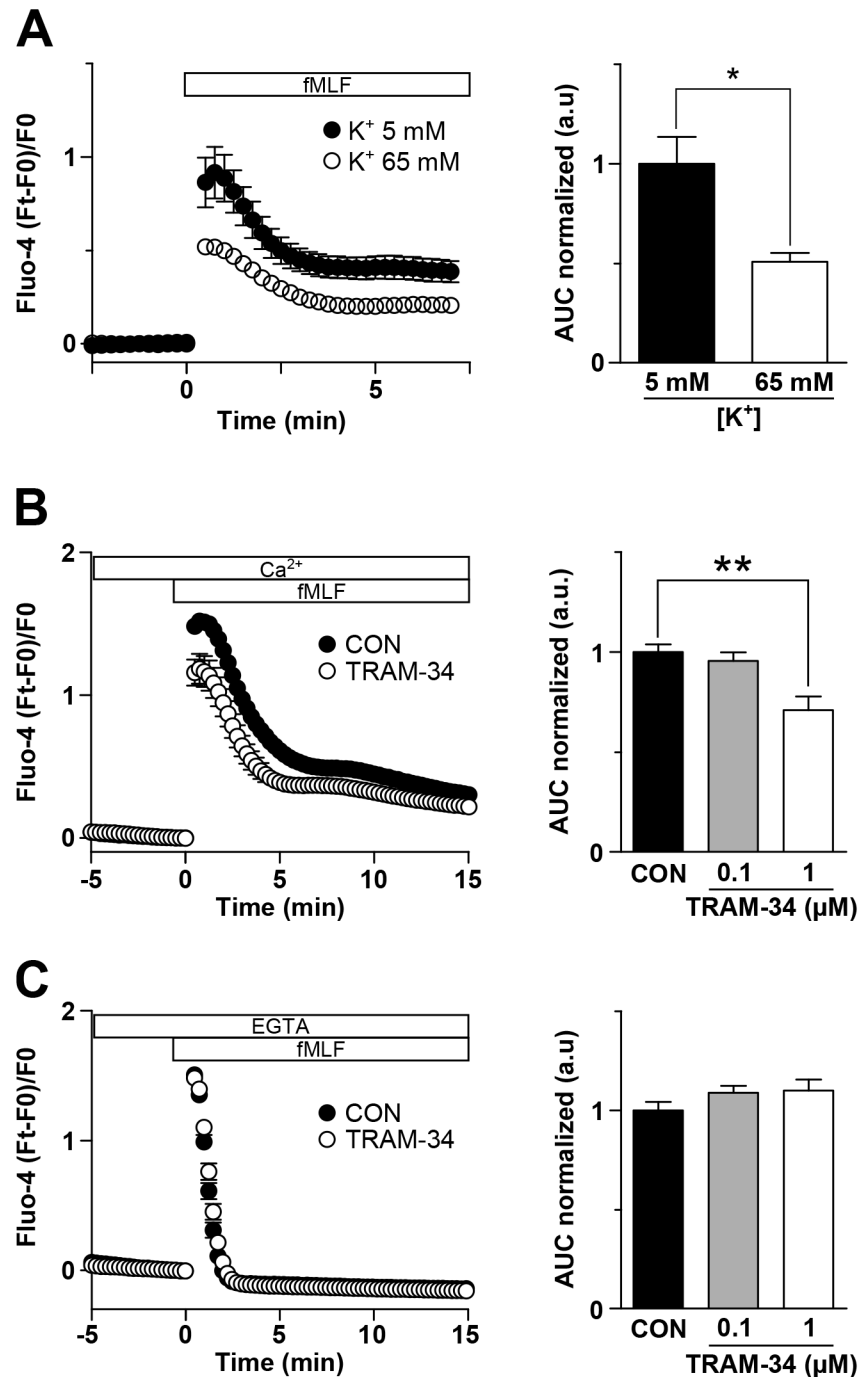 A
fMLF
K⁺ 5 mM
K⁺ 65 mM
Fluo-4 (Ft-F0)/F0
1
0
0
5
Time (min)
*
AUC normalized (a.u)
1
0
5 mM
65 mM
[K⁺]
B
Ca²⁺
fMLF
CON
TRAM-34
Fluo-4 (Ft-F0)/F0
2
1
0
-5
0
5
10
15
Time (min)
**
AUC normalized (a.u.)
1
0
CON
0.1
1
TRAM-34 (µM)
C
EGTA
fMLF
CON
TRAM-34
Fluo-4 (Ft-F0)/F0
2
1
0
-5
0
5
10
15
Time (min)
AUC normalized (a.u)
1
0
CON
0.1
1
TRAM-34 (µM)